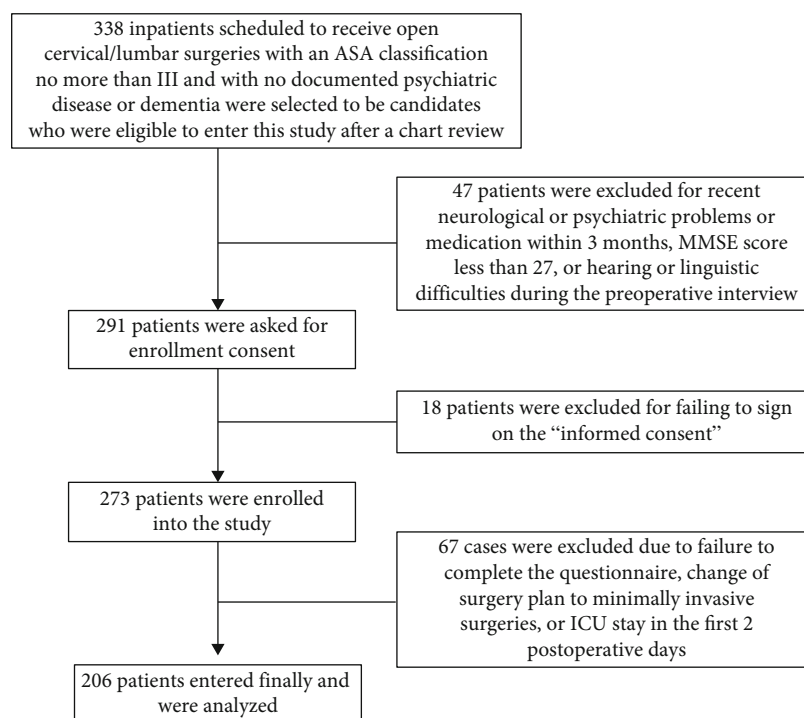 338 inpatients scheduled to receive open
cervical/lumbar surgeries with an ASA classification
no more than III and with no documented psychiatric
disease or dementia were selected to be candidates
who were eligible to enter this study after a chart review
47 patients were excluded for recent
neurological or psychiatric problems or
medication within 3 months, MMSE score
less than 27, or hearing or linguistic
difficulties during the preoperative interview
291 patients were asked for
enrollment consent
18 patients were excluded for failing to sign
on the “informed consent”
273 patients were enrolled
into the study
67 cases were excluded due to failure to
complete the questionnaire, change of
surgery plan to minimally invasive
surgeries, or ICU stay in the first 2
postoperative days
206 patients entered finally and
were analyzed